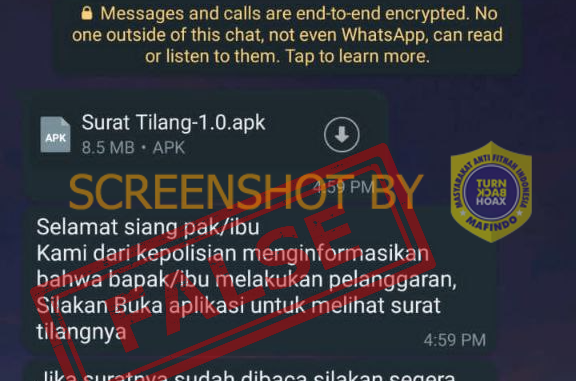 Messages and calls are end-to-end encrypted. No
one outside of this chat, not even WhatsApp, can read
or listen to them. Tap to learn more.
APK
Surat Tilang-1.0.apk
8.5 MB • APK
4:59 PM
SCREENSHOT BY
MASYARAKAT ANTI FITNAH INDONESIA
TURN
BACK
HOAX
MAFINDO
FALSE
Selamat siang pak/ibu
Kami dari kepolisian menginformasikan
bahwa bapak/ibu melakukan pelanggaran,
Silakan Buka aplikasi untuk melihat surat
tilangnya
4:59 PM
Jika suratnya sudah dibaca silakan segera